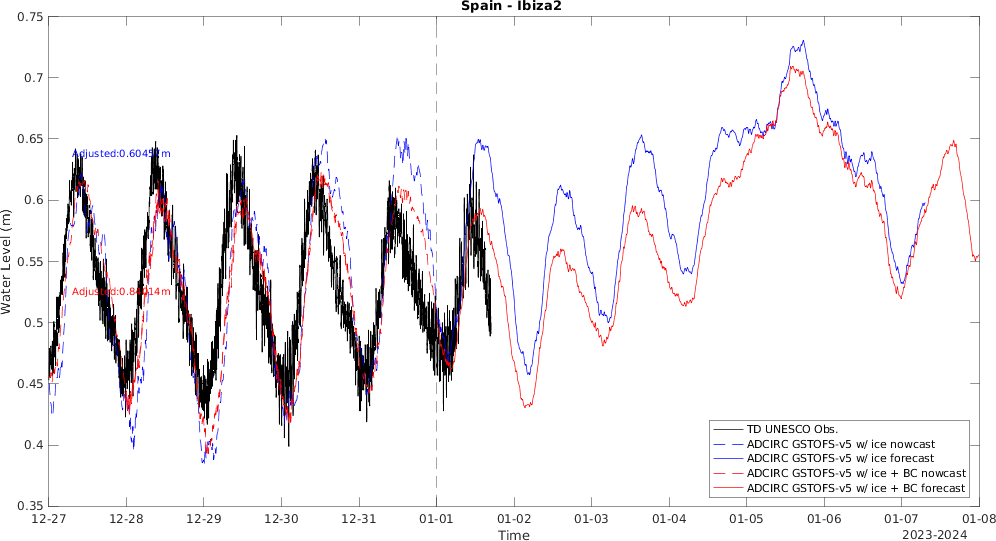 Spain - Ibiza2
Water Level (m)
0.75
0.7
0.65
0.6
0.55
0.5
0.45
0.4
0.35
TD UNESCO Obs.
ADCIRC GSTOFS-v5 w/ ice nowcast
ADCIRC GSTOFS-v5 w/ ice forecast
ADCIRC GSTOFS-v5 w/ ice + BC nowcast
ADCIRC GSTOFS-v5 w/ ice + BC forecast
12-27 12-28 12-29 12-30 12-31 01-01 01-02 01-03 01-04 01-05 01-06 01-07 01-08
Time
2023-2024